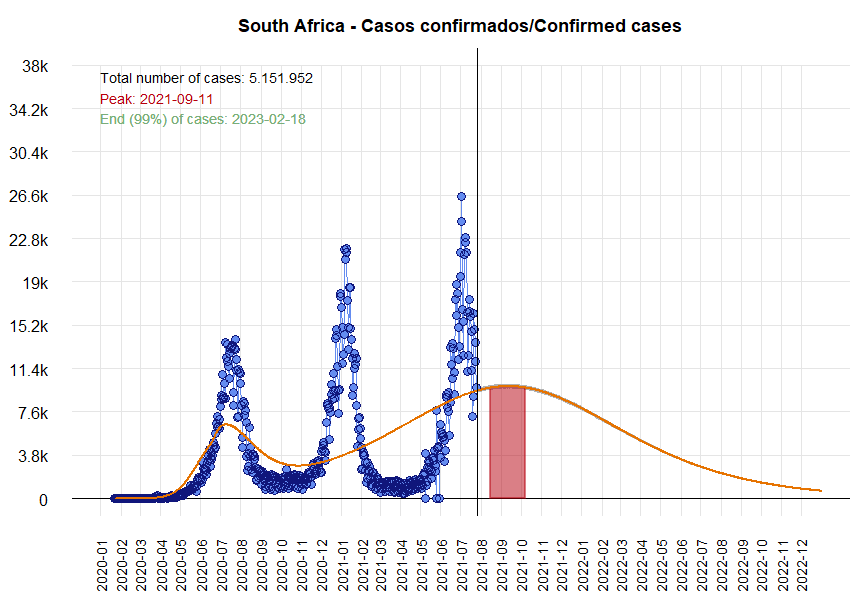 South Africa - Casos confirmados/Confirmed cases
38k
Total number of cases: 5.151.952
Peak: 2021-09-11
End (99%) of cases: 2023-02-18
34.2k
30.4k
26.6k
22.8k
19k
15.2k
11.4k
7.6k
3.8k
0
2020-01
2020-02
2020-03
2020-04
2020-05
2020-06
2020-07
2020-08
2020-09
2020-10
2020-11
2020-12
2021-01
2021-02
2021-03
2021-04
2021-05
2021-06
2021-07
2021-08
2021-09
2021-10
2021-11
2021-12
2022-01
2022-02
2022-03
2022-04
2022-05
2022-06
2022-07
2022-08
2022-09
2022-10
2022-11
2022-12